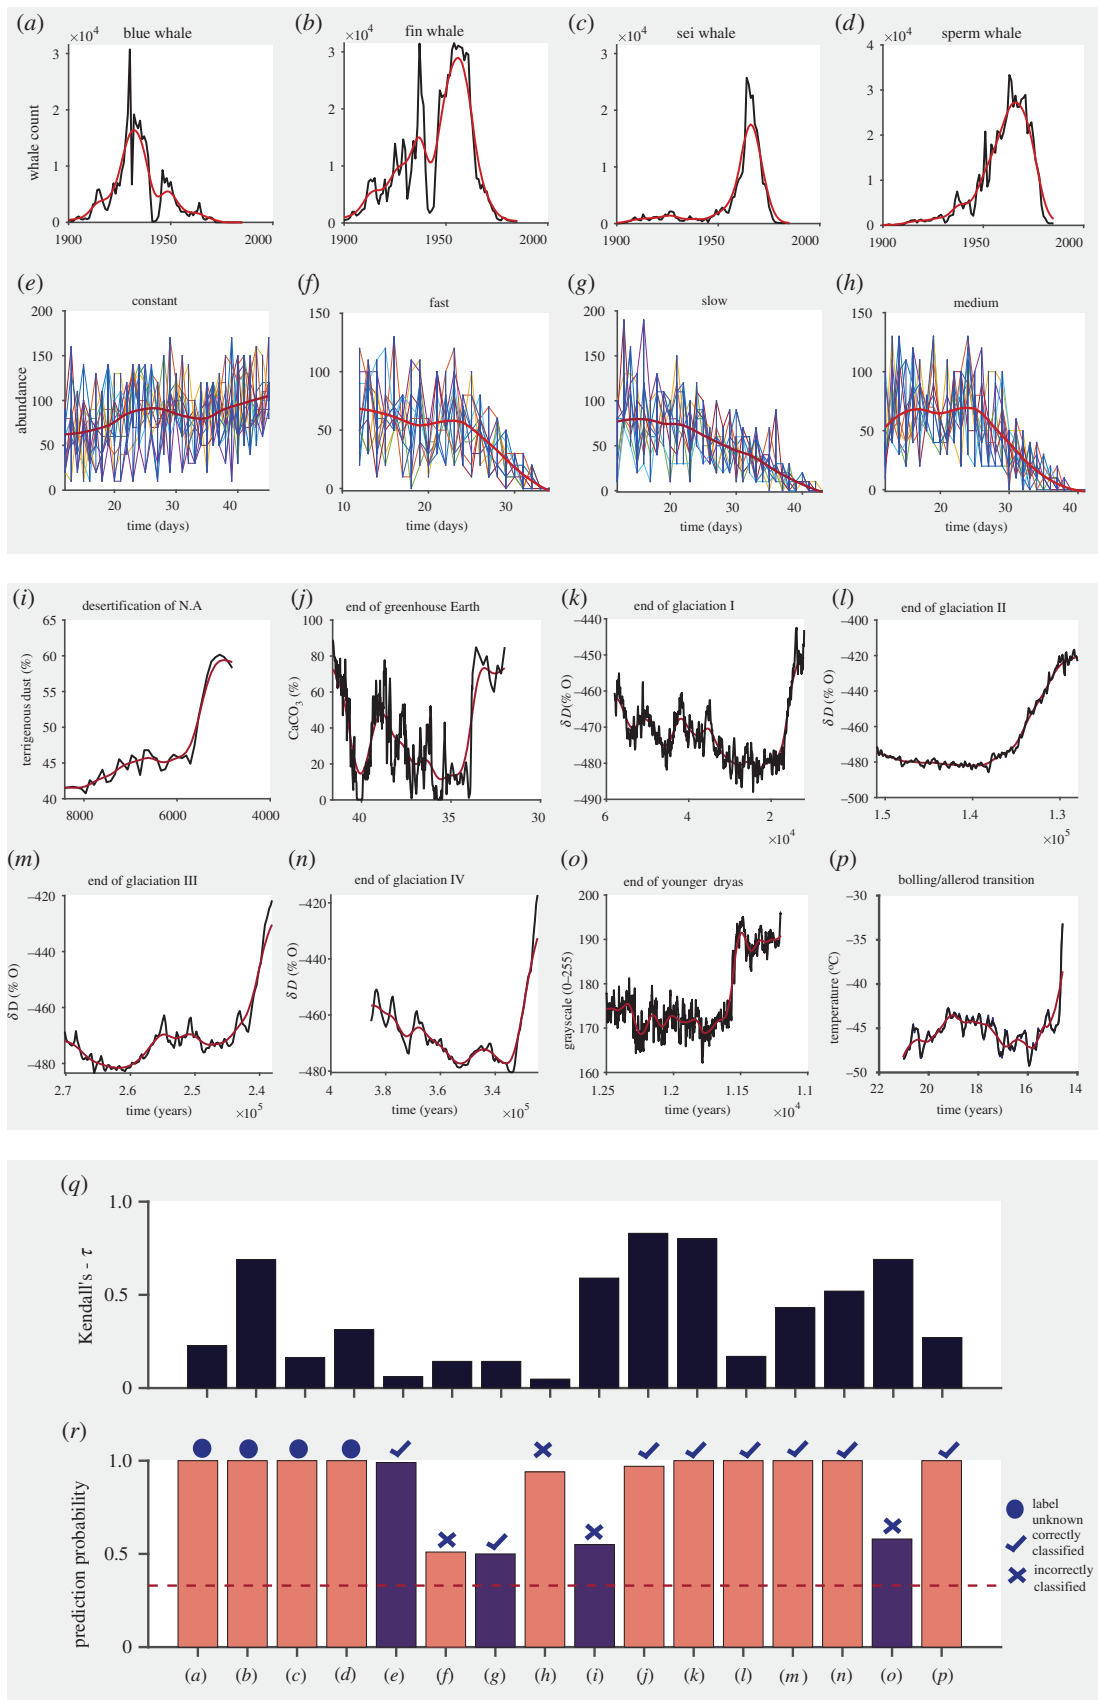 (a) (b) (c) (d)
×10⁴ blue whale ×10⁴ fin whale ×10⁴ sei whale ×10⁴ sperm whale
whale count
3 3 3 4
2 2 2 3
2
1 1 1 1
0 0 0 0
1900 1950 2000 1900 1950 2000 1900 1950 2000 1900 1950 2000
(e) (f) (g) (h)
constant fast slow medium
abundance
200 150 200 150
150 100 150 100
100 100
50 50 50 50
0 0 0 0
20 30 40 10 20 30 20 30 40 20 30 40
time (days) time (days) time (days) time (days)
(i) (j) (k) (l)
desertification of N.A end of greenhouse Earth end of glaciation I end of glaciation II
terrigenous dust (%)
65
60
55
50
45
40
8000 6000 4000
CaCO₃ (%)
100
80
60
40
20
0
40 35 30
δD(% O)
–440
–450
–460
–470
–480
–490
6 4 2
×10⁴
δD (% O)
–400
–420
–440
–460
–480
–500
1.5 1.4 1.3
×10⁵
(m) (n) (o) (p)
end of glaciation III end of glaciation IV end of younger dryas bolling/allerod transition
δD (% O)
–420
–440
–460
–480
2.7 2.6 2.5 2.4
time (years) ×10⁵
δD (% O)
–420
–440
–460
–480
4 3.8 3.6 3.4
time (years) ×10⁵
grayscale (0–255)
200
190
180
170
160
1.25 1.2 1.15 1.1
time (years) ×10⁴
temperature (°C)
–30
–35
–40
–45
–50
22 20 18 16 14
time (years)
(q)
Kendall's - τ
1.0
0.5
0
(r)
prediction probability
1.0
0.5
0
(a) (b) (c) (d) (e) (f) (g) (h) (i) (j) (k) (l) (m) (n) (o) (p)
label
unknown
correctly
classified
incorrectly
classified